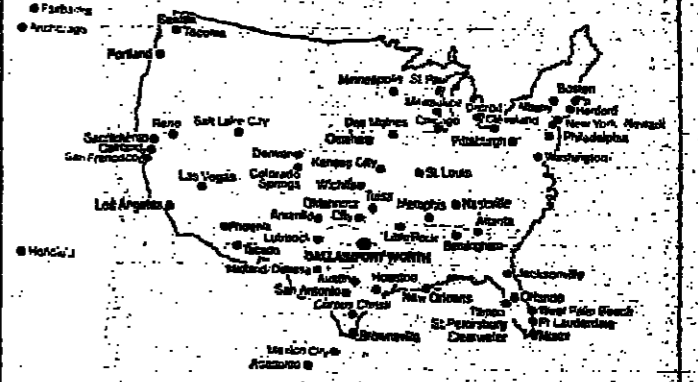 Fairbanks
Anchorage
Seattle
Tacoma
Portland
Minneapolis St Paul
Milwaukee
Detroit
Chicago
Cleveland
Albany
Boston
Hartford
New York Newark
Philadelphia
Pittsburgh
Washington
Reno
Salt Lake City
Des Moines
Omaha
Sacramento
Oakland
San Francisco
Denver
Colorado
Springs
Kansas City
St Louis
Las Vegas
Wichita
Los Angeles
Tulsa
Oklahoma
City
Amarillo
Memphis
Nashville
Atlanta
Phoenix
Lubbock
Little Rock
Birmingham
Tucson
DALLAS/FORT WORTH
Honolulu
Midland-Odessa
Austin
Houston
San Antonio
New Orleans
Jacksonville
Corpus Christi
Orlando
Tampa
St Petersburg
Clearwater
West Palm Beach
Ft Lauderdale
Miami
Brownsville
Mexico City
Acapulco